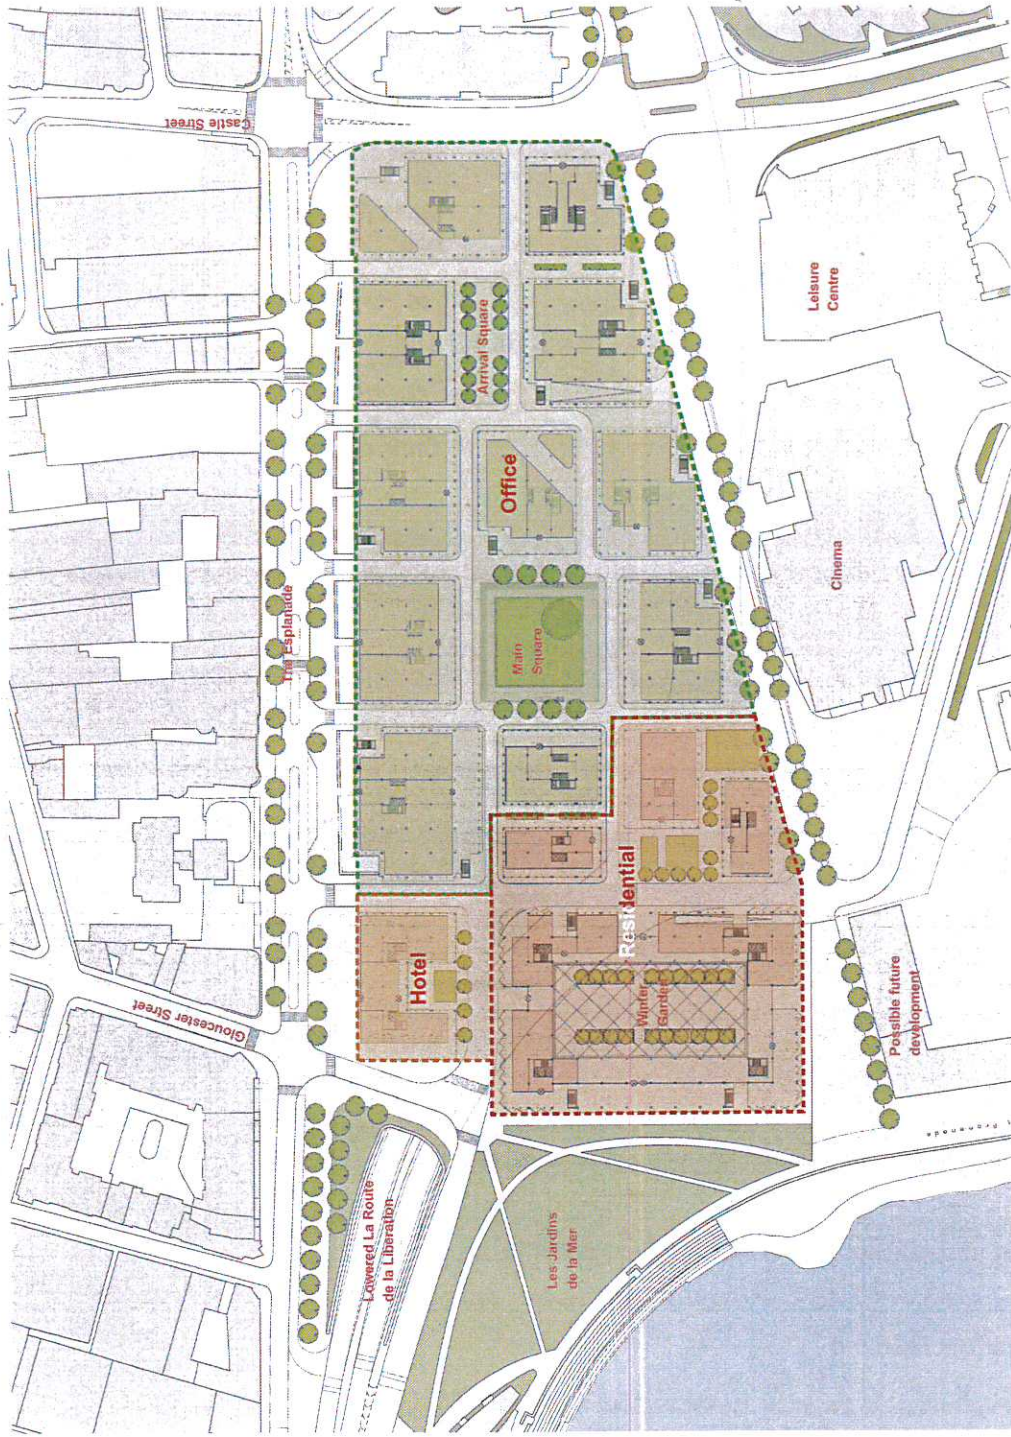 Castle Street
The Esplanade
Gloucester Street
Lowered La Route
de la Liberation
Hotel
Arrival Square
Office
Main
Square
Residential
Winter
Garden
Les Jardins
de la Mer
Leisure
Centre
Cinema
Possible future
development